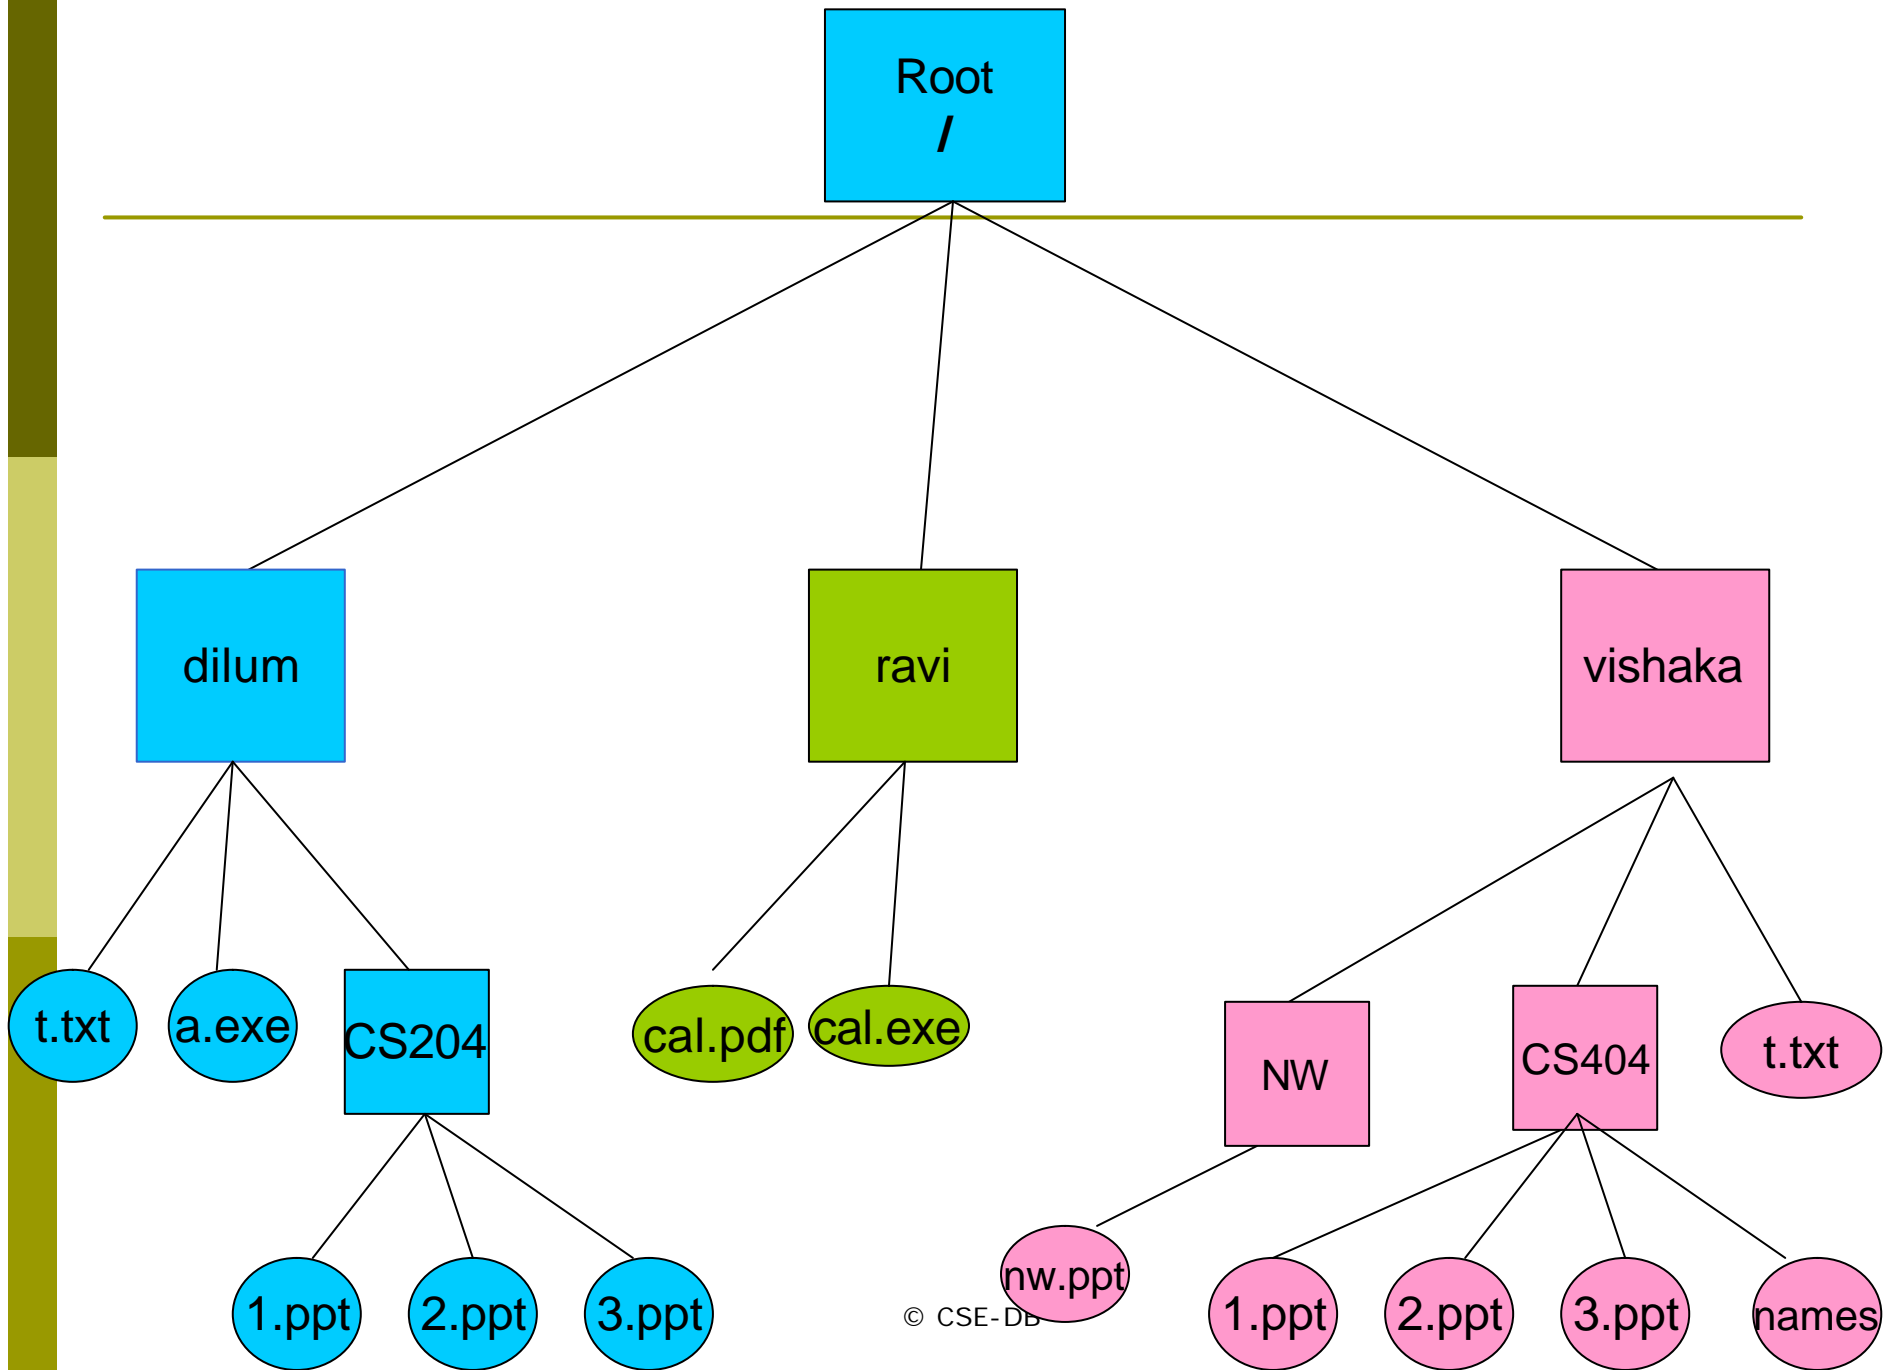 Root
/
dilum
ravi
vishaka
t.txt
a.exe
CS204
cal.pdf
cal.exe
NW
CS404
t.txt
1.ppt
2.ppt
3.ppt
nw.ppt
1.ppt
2.ppt
3.ppt
names
© CSE-DB